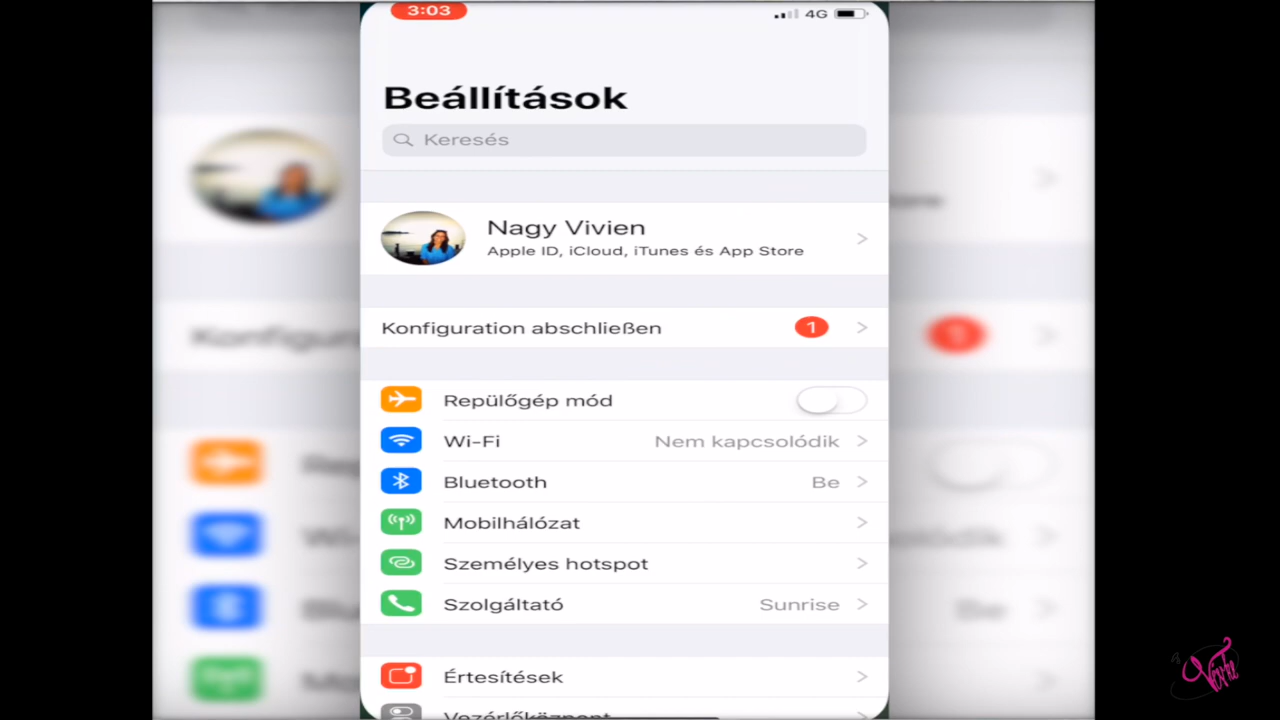 3:03
4G
Beállítások
Keresés
Nagy Vivien
Apple ID, iCloud, iTunes és App Store
Konfiguration abschließen 1
Repülőgép mód
Wi-Fi Nem kapcsolódik
Bluetooth Be
Mobilhálózat
Személyes hotspot
Szolgáltató Sunrise
Értesítések
Vezérlőközpont